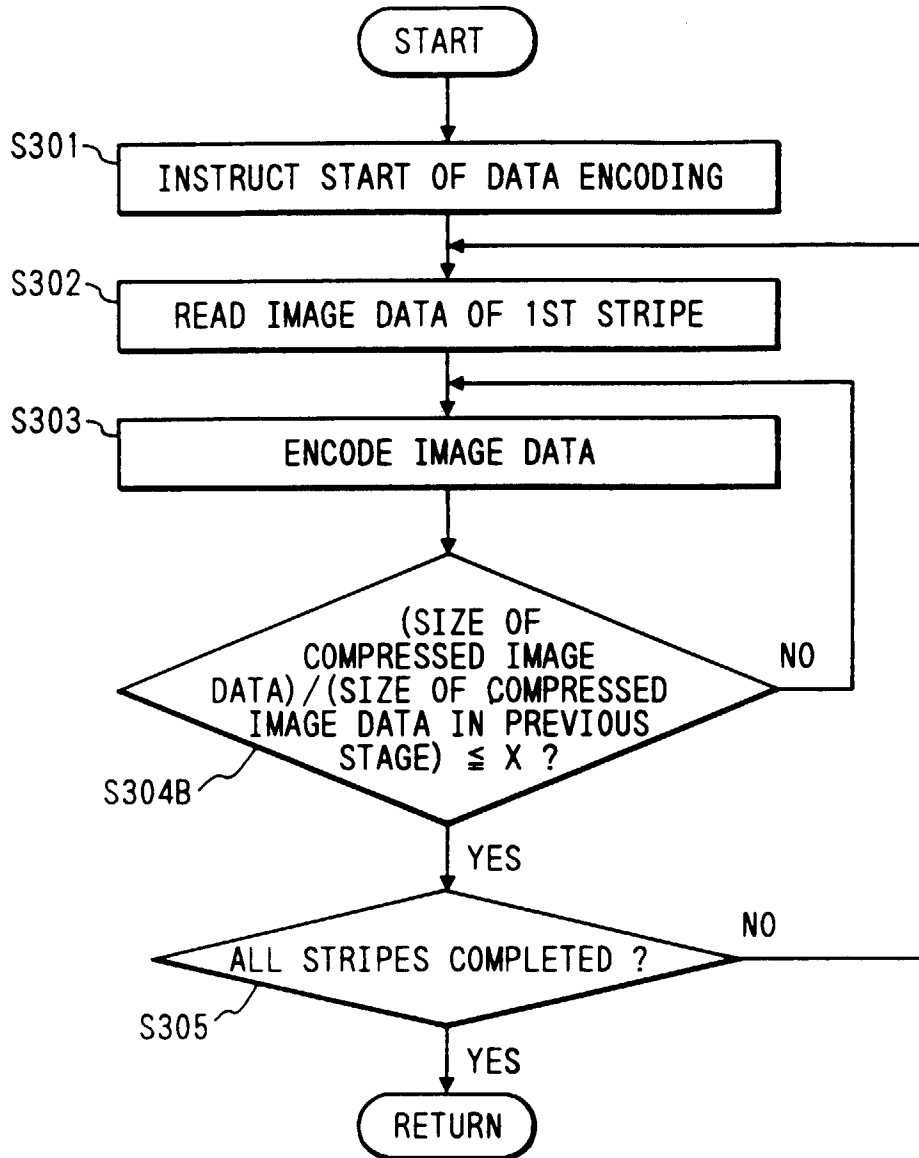 START
S301
INSTRUCT START OF DATA ENCODING
S302
READ IMAGE DATA OF 1ST STRIPE
S303
ENCODE IMAGE DATA
(SIZE OF
COMPRESSED IMAGE
DATA)/(SIZE OF COMPRESSED
IMAGE DATA IN PREVIOUS
STAGE) ≦ X ?
NO
S304B
YES
ALL STRIPES COMPLETED ?
NO
S305
YES
RETURN